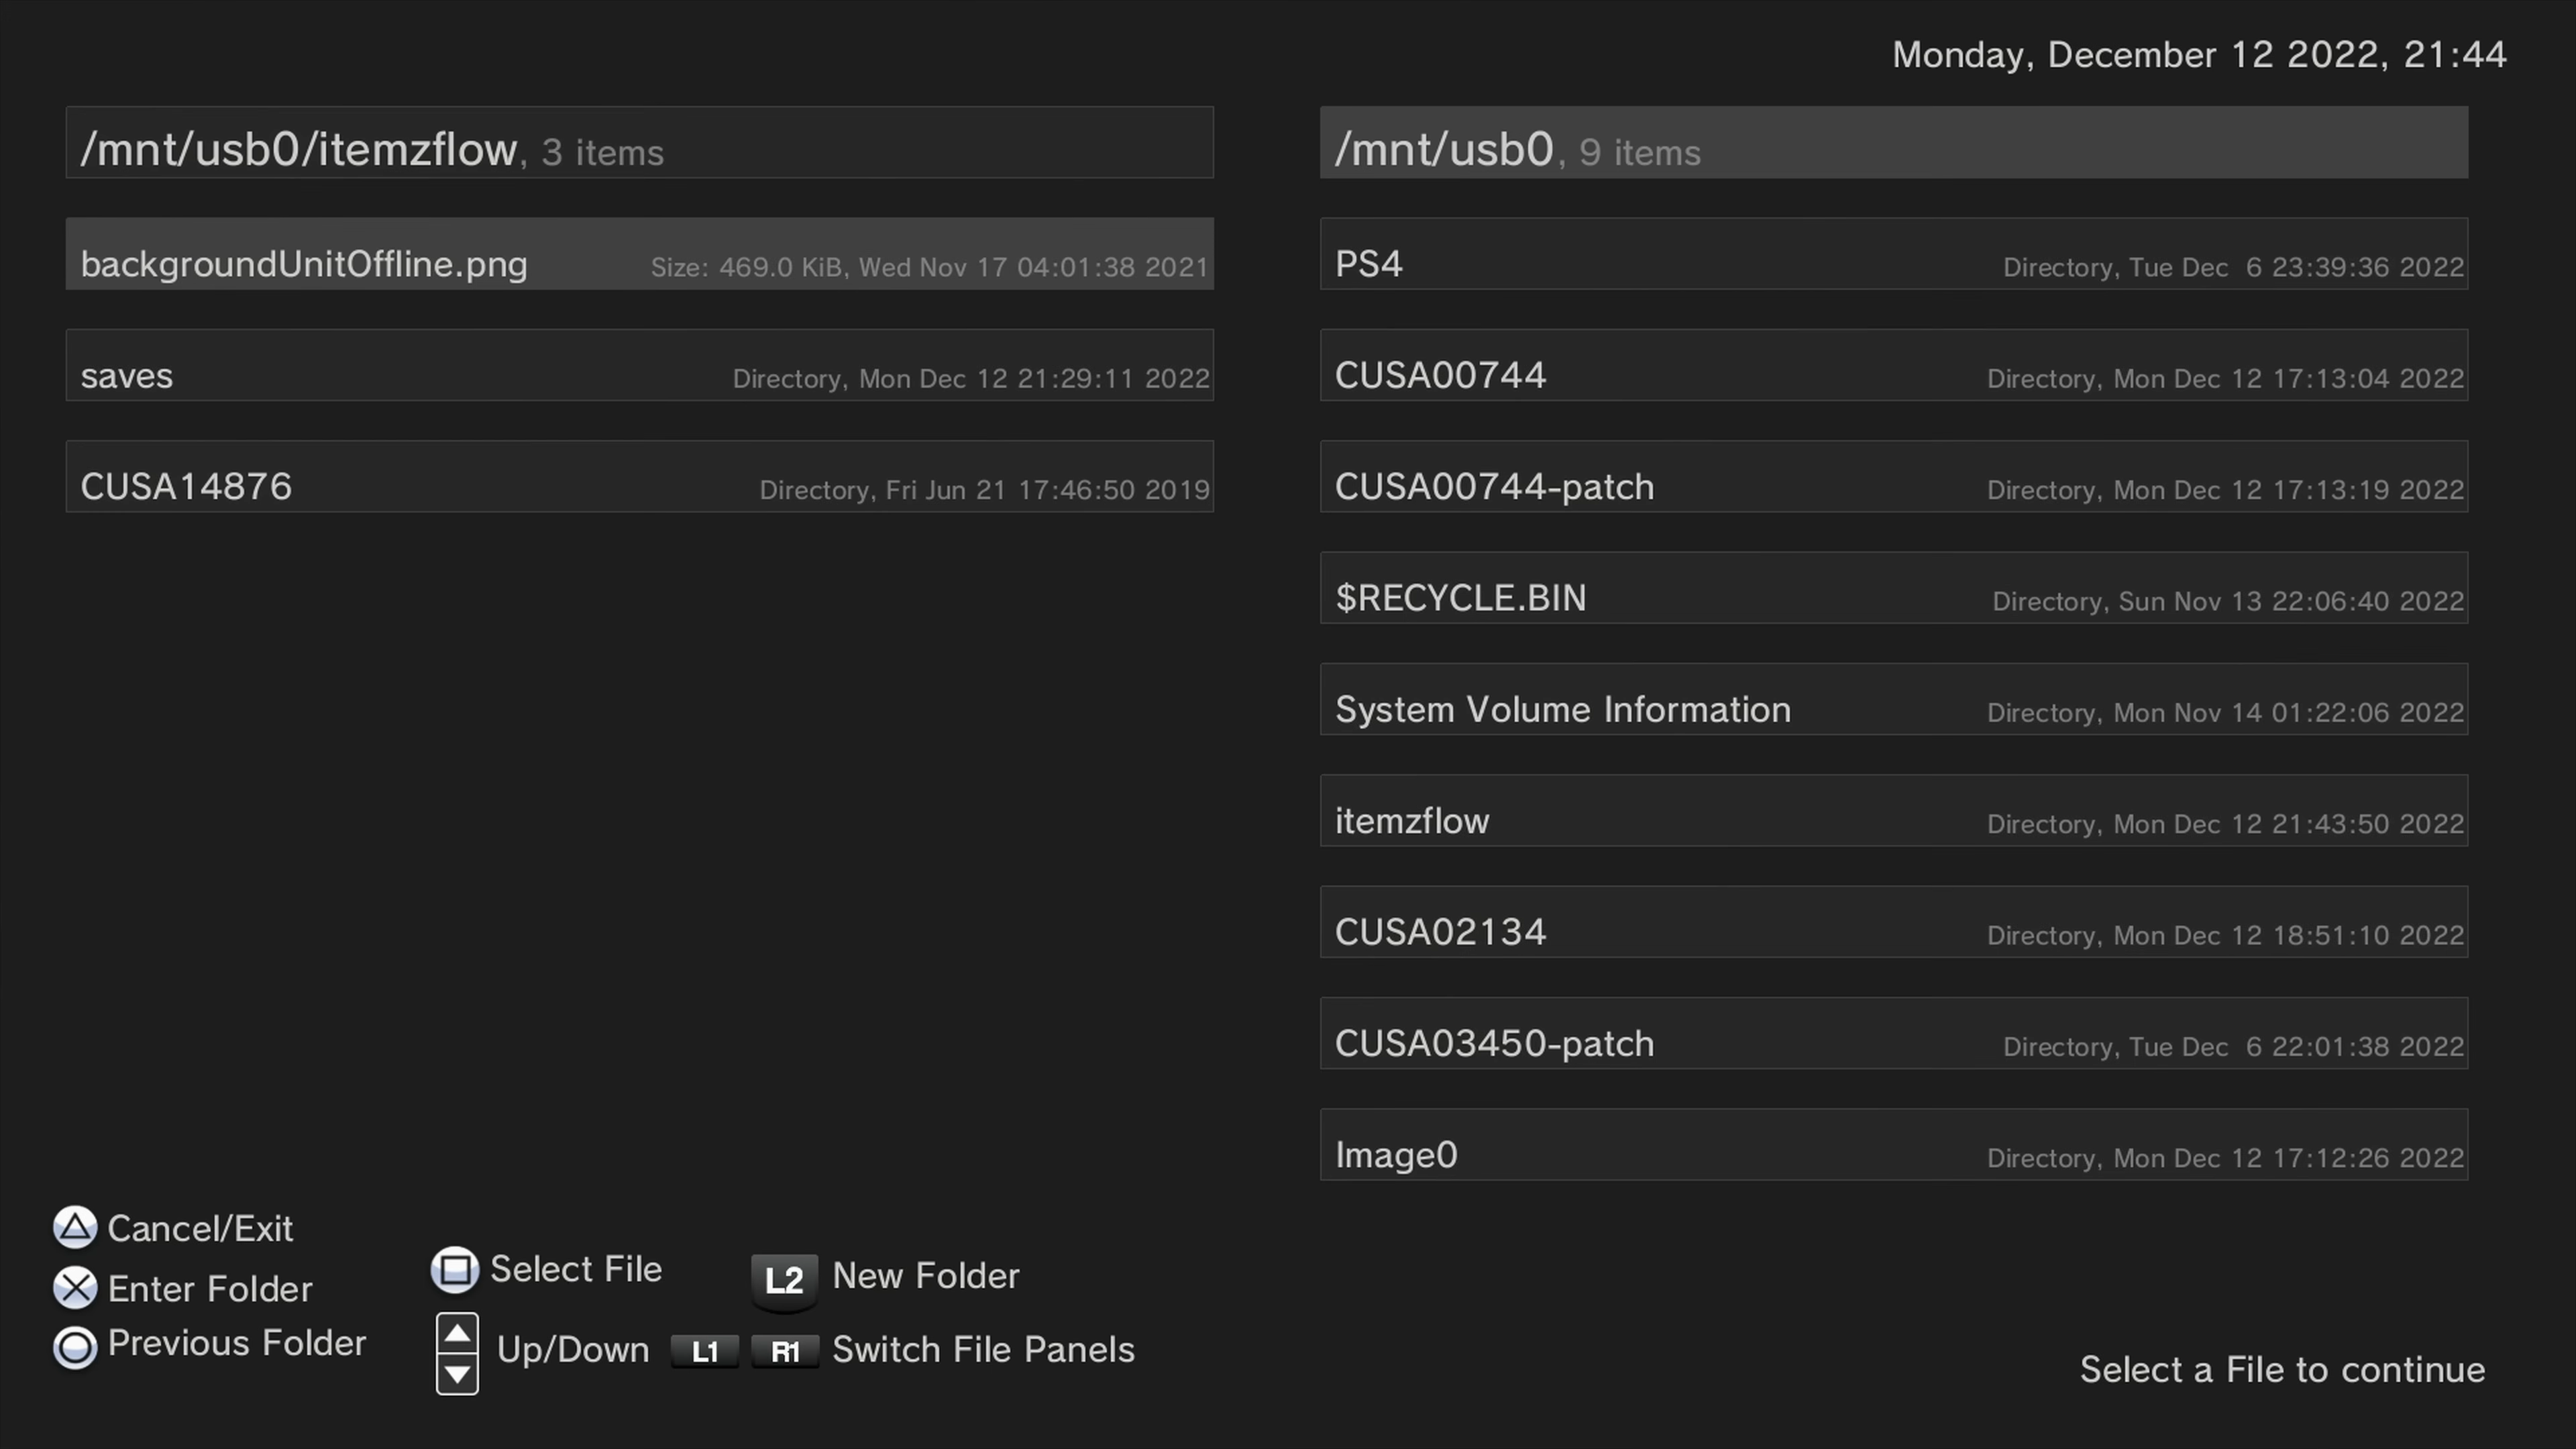 Monday, December 12 2022, 21:44
/mnt/usb0/itemzflow, 3 items
backgroundUnitOffline.png Size: 469.0 KiB, Wed Nov 17 04:01:38 2021
saves Directory, Mon Dec 12 21:29:11 2022
CUSA14876 Directory, Fri Jun 21 17:46:50 2019
/mnt/usb0, 9 items
PS4 Directory, Tue Dec  6 23:39:36 2022
CUSA00744 Directory, Mon Dec 12 17:13:04 2022
CUSA00744-patch Directory, Mon Dec 12 17:13:19 2022
$RECYCLE.BIN Directory, Sun Nov 13 22:06:40 2022
System Volume Information Directory, Mon Nov 14 01:22:06 2022
itemzflow Directory, Mon Dec 12 21:43:50 2022
CUSA02134 Directory, Mon Dec 12 18:51:10 2022
CUSA03450-patch Directory, Tue Dec  6 22:01:38 2022
Image0 Directory, Mon Dec 12 17:12:26 2022
Cancel/Exit
Enter Folder
Previous Folder
Select File
L2 New Folder
Up/Down
L1 R1 Switch File Panels
Select a File to continue